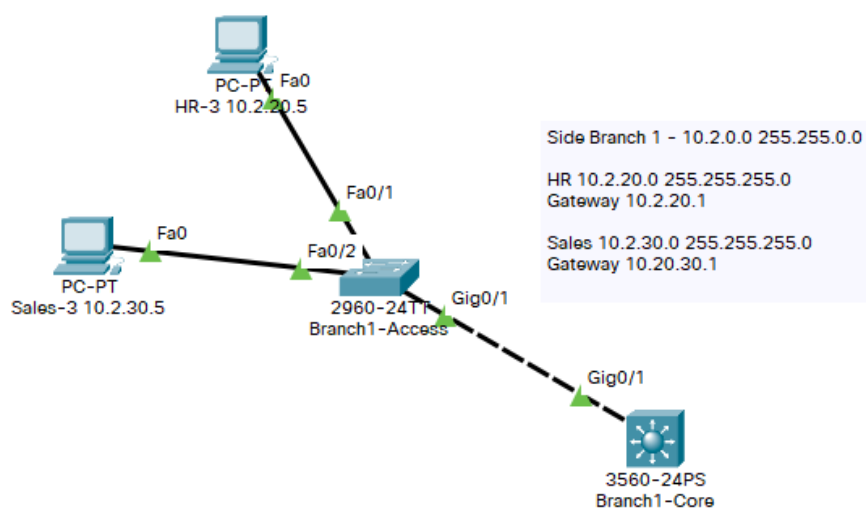 PC-PT
Fa0
HR-3 10.2.20.5
Fa0/1
Fa0
Fa0/2
PC-PT
Sales-3 10.2.30.5
2960-24TT
Branch1-Access
Gig0/1
Gig0/1
3560-24PS
Branch1-Core
Side Branch 1 - 10.2.0.0 255.255.0.0
HR 10.2.20.0 255.255.255.0
Gateway 10.2.20.1
Sales 10.2.30.0 255.255.255.0
Gateway 10.20.30.1